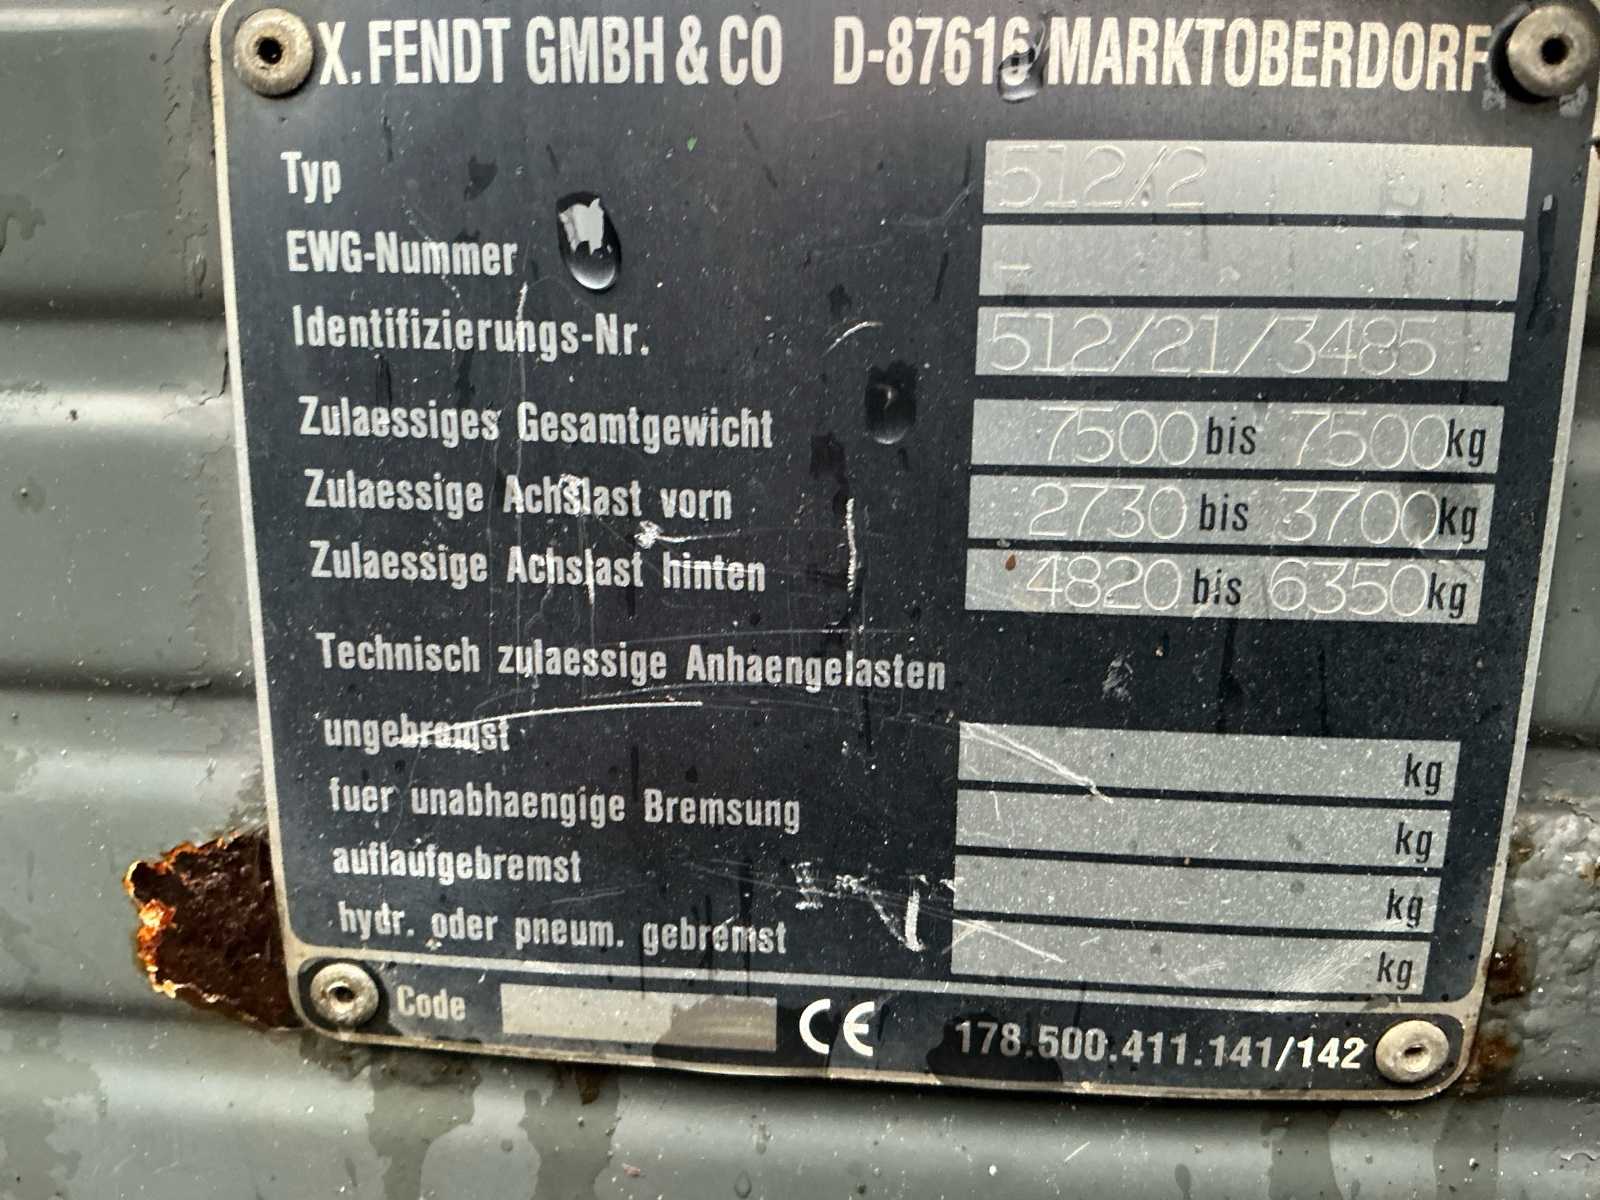 X. FENDT GMBH & CO D-87616 MARKTOBERDORF
Typ 512/2
EWG-Nummer -
Identifizierungs-Nr. 512/21/3485
Zulaessiges Gesamtgewicht 7500 bis 7500 kg
Zulaessige Achslast vorn 2730 bis 3700 kg
Zulaessige Achslast hinten 4820 bis 6350 kg
Technisch zulaessige Anhaengelasten
ungebremst kg
fuer unabhaengige Bremsung kg
auflaufgebremst kg
hydr. oder pneum. gebremst kg
Code CE 178.500.411.141/142